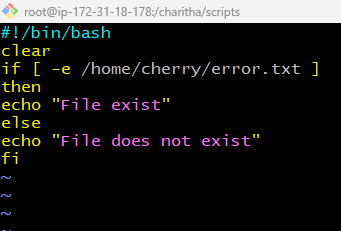 root@ip-172-31-18-178:/charitha/scripts
#!/bin/bash
clear
if [ -e /home/cherry/error.txt ]
then
echo "File exist"
else
echo "File does not exist"
fi
~
~
~
~